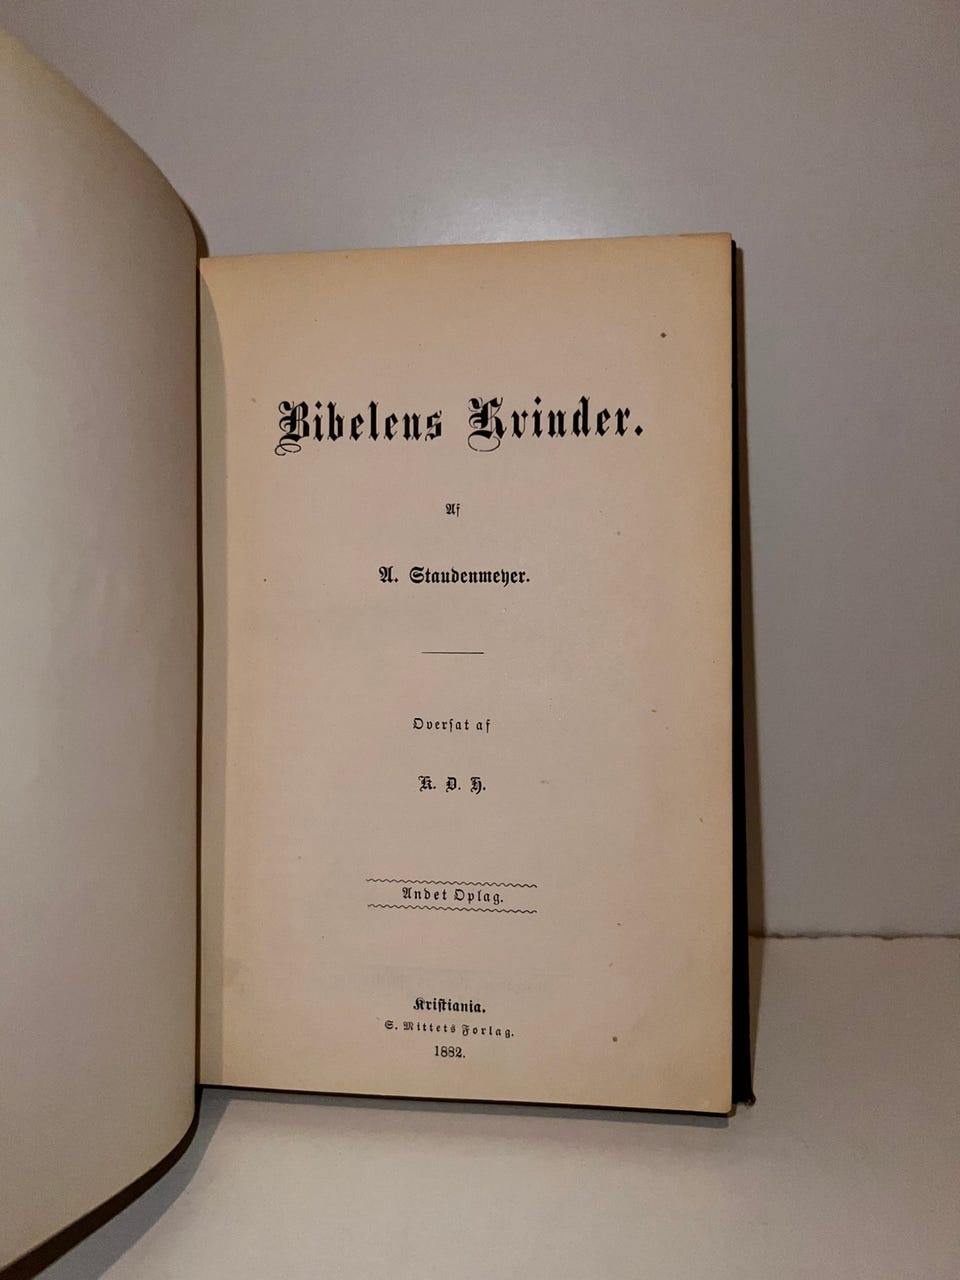 Bibelens Kvinder.
Af
A. Staudenmeyer.
Oversat af
K. D. H.
Andet Oplag.
Kristiania.
S. Mittets Forlag.
1882.